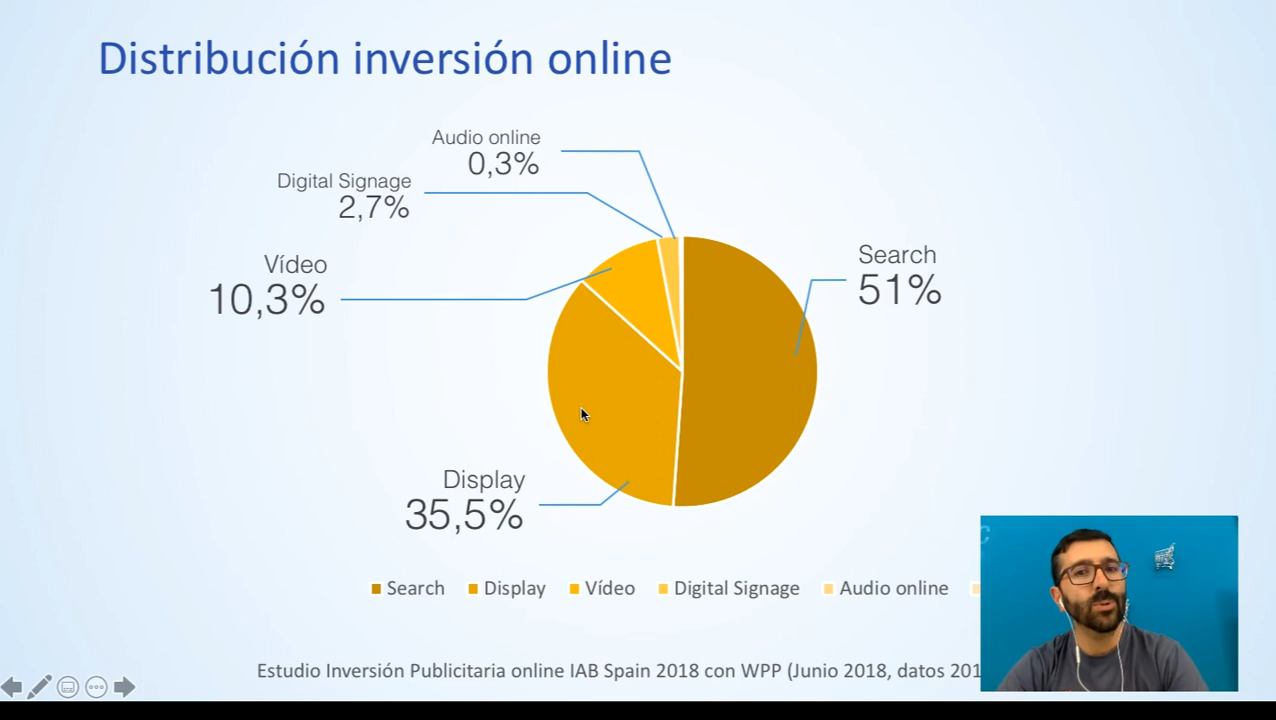 Distribución inversión online
Audio online
0,3%
Digital Signage
2,7%
Vídeo
10,3%
Search
51%
Display
35,5%
Search Display Vídeo Digital Signage Audio online
Estudio Inversión Publicitaria online IAB Spain 2018 con WPP (Junio 2018, datos